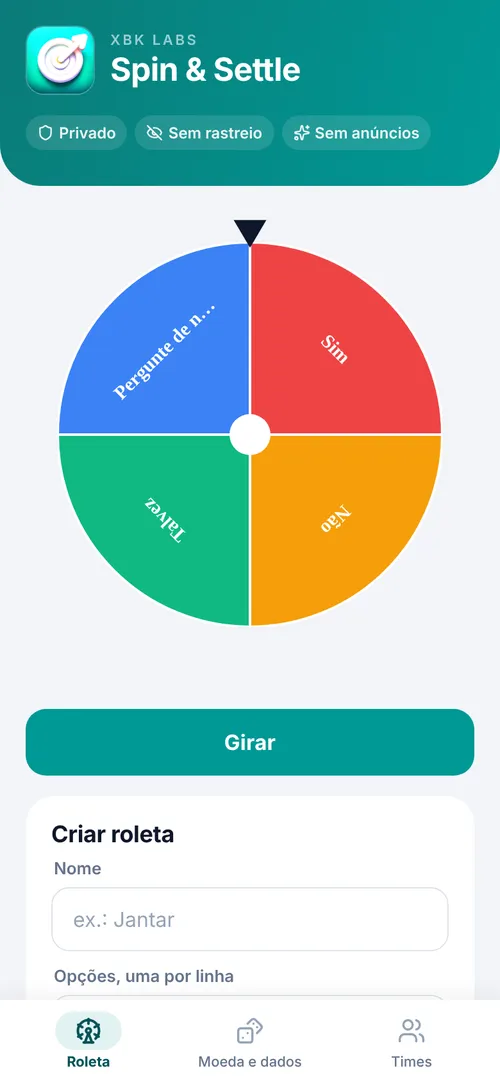 XBK LABS
Spin & Settle
Privado
Sem rastreio
Sem anúncios
Pergunte de n…
Sim
Talvez
Não
Girar
Criar roleta
Nome
ex.: Jantar
Opções, uma por linha
Roleta
Moeda e dados
Times